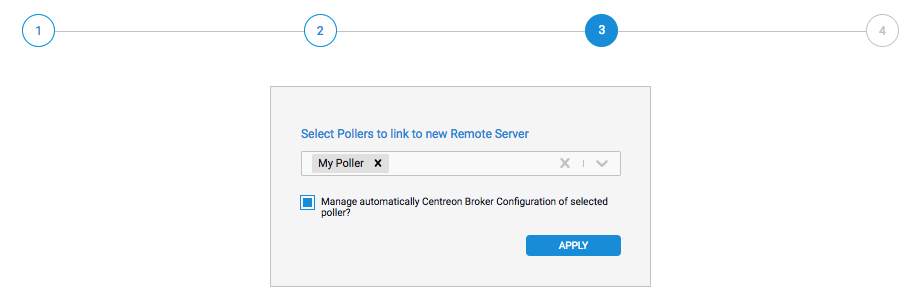 1
2
3
4
Select Pollers to link to new Remote Server
My Poller
Manage automatically Centreon Broker Configuration of selected
poller?
APPLY